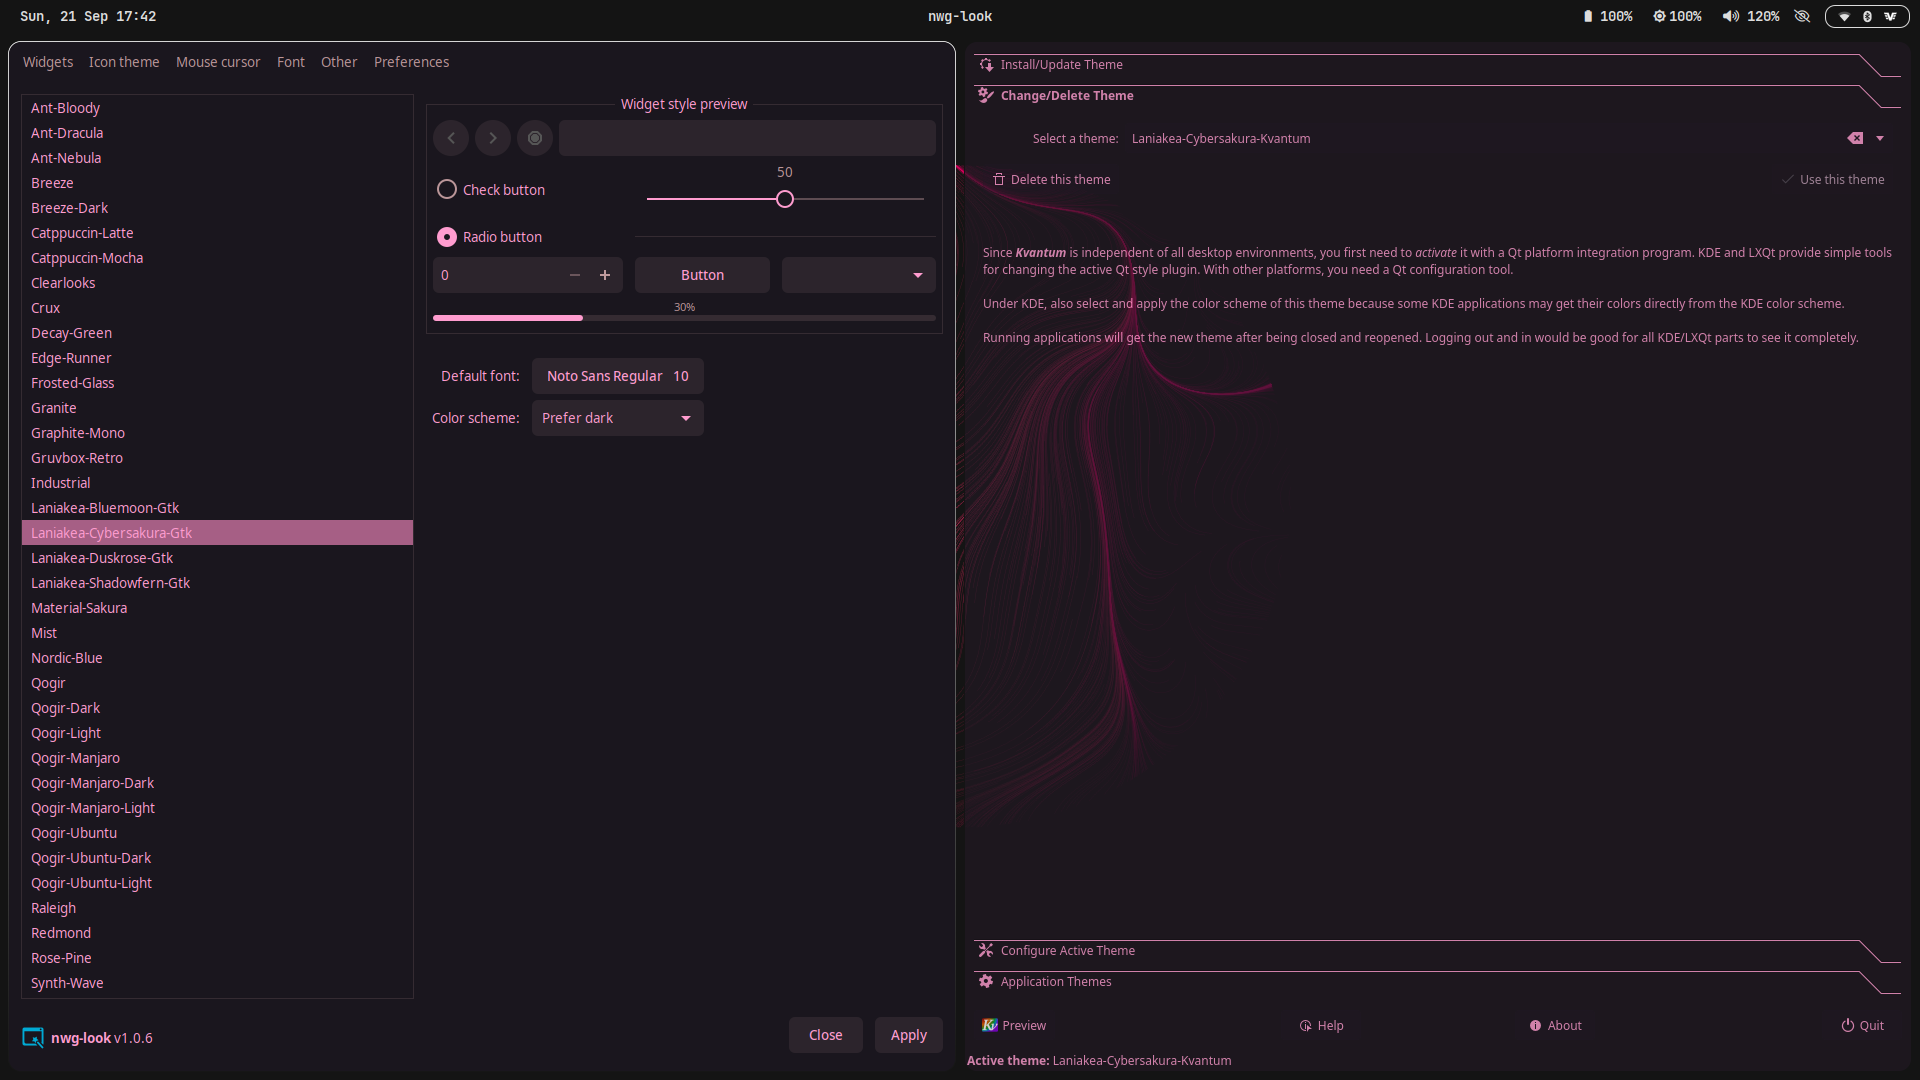 Sun, 21 Sep 17:42
nwg-look
100% 100% 120%
Widgets Icon theme Mouse cursor Font Other Preferences
Ant-Bloody
Ant-Dracula
Ant-Nebula
Breeze
Breeze-Dark
Catppuccin-Latte
Catppuccin-Mocha
Clearlooks
Crux
Decay-Green
Edge-Runner
Frosted-Glass
Granite
Graphite-Mono
Gruvbox-Retro
Industrial
Laniakea-Bluemoon-Gtk
Laniakea-Cybersakura-Gtk
Laniakea-Duskrose-Gtk
Laniakea-Shadowfern-Gtk
Material-Sakura
Mist
Nordic-Blue
Qogir
Qogir-Dark
Qogir-Light
Qogir-Manjaro
Qogir-Manjaro-Dark
Qogir-Manjaro-Light
Qogir-Ubuntu
Qogir-Ubuntu-Dark
Qogir-Ubuntu-Light
Raleigh
Redmond
Rose-Pine
Synth-Wave
Widget style preview
50
Check button
Radio button
0
Button
30%
Default font: Noto Sans Regular 10
Color scheme: Prefer dark
nwg-look v1.0.6
Close Apply
Install/Update Theme
Change/Delete Theme
Select a theme: Laniakea-Cybersakura-Kvantum
Delete this theme Use this theme
Since Kvantum is independent of all desktop environments, you first need to activate it with a Qt platform integration program. KDE and LXQt provide simple tools
for changing the active Qt style plugin. With other platforms, you need a Qt configuration tool.
Under KDE, also select and apply the color scheme of this theme because some KDE applications may get their colors directly from the KDE color scheme.
Running applications will get the new theme after being closed and reopened. Logging out and in would be good for all KDE/LXQt parts to see it completely.
Configure Active Theme
Application Themes
Preview Help About Quit
Active theme: Laniakea-Cybersakura-Kvantum